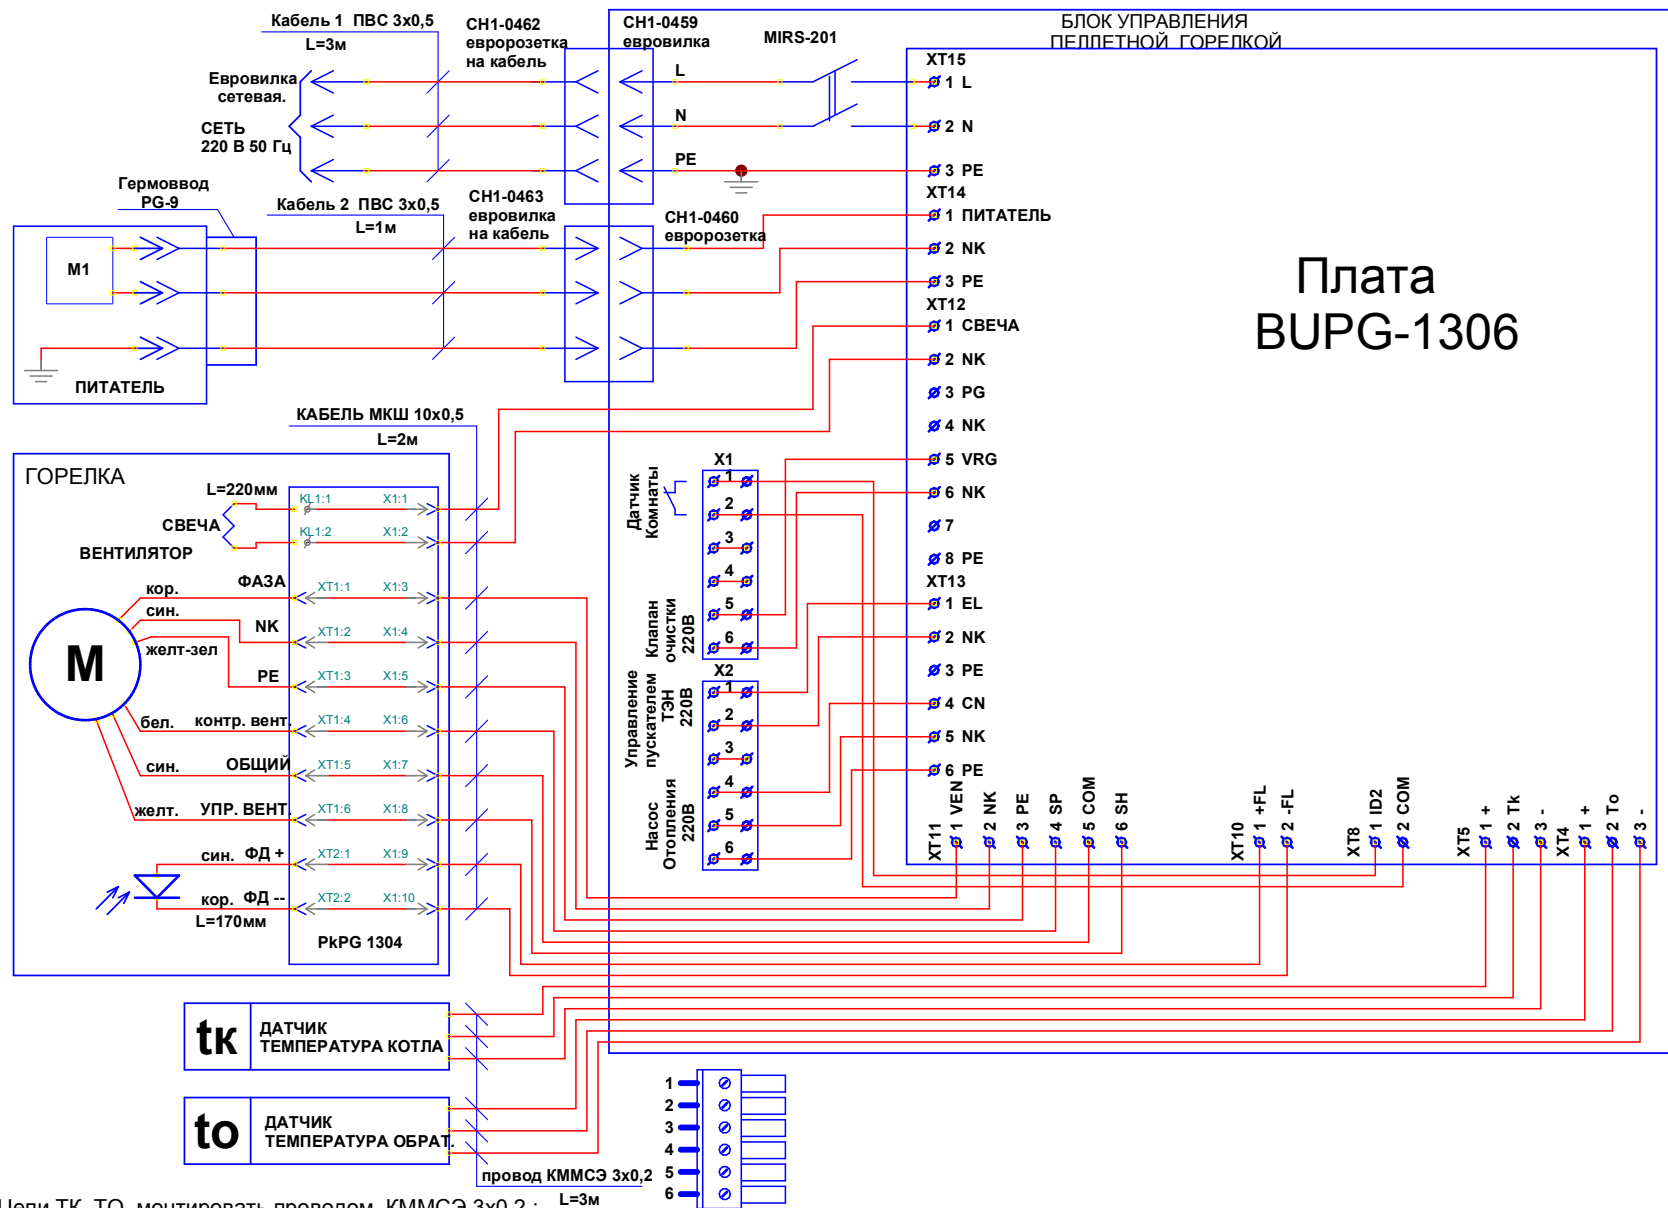 Кабель 1 ПВС 3х0,5
L=3м
СН1-0462
евророзетка
на кабель
СН1-0459
евровилка
MIRS-201
БЛОК УПРАВЛЕНИЯ
ПЕЛЛЕТНОЙ ГОРЕЛКОЙ
Евровилка
сетевая.
СЕТЬ
220 В 50 Гц
L
N
PE
XT15
1 L
2 N
3 PE
XT14
1 ПИТАТЕЛЬ
2 NK
3 PE
XT12
1 СВЕЧА
2 NK
3 PG
4 NK
5 VRG
6 NK
7
8 PE
XT13
1 EL
2 NK
3 PE
4 CN
5 NK
6 PE
Плата
BUPG-1306
Гермоввод
PG-9
Кабель 2 ПВС 3х0,5
L=1м
СН1-0463
евровилка
на кабель
СН1-0460
евророзетка
М1
ПИТАТЕЛЬ
КАБЕЛЬ МКШ 10х0,5
L=2м
ГОРЕЛКА
L=220мм
СВЕЧА
ВЕНТИЛЯТОР
KL1:1 X1:1
KL1:2 X1:2
кор. ФАЗА XT1:1 X1:3
син. NK XT1:2 X1:4
желт-зел PE XT1:3 X1:5
М
бел. контр. вент. XT1:4 X1:6
син. ОБЩИЙ XT1:5 X1:7
желт. УПР. ВЕНТ. XT1:6 X1:8
син. ФД + XT2:1 X1:9
кор. ФД -- XT2:2 X1:10
L=170мм
PkPG 1304
X1
1
2
3
4
5
6
Датчик
Комнаты
Клапан
очистки
220В
X2
1
2
3
4
5
6
Управление
пускателем
ТЭН
220В
Насос
Отопления
220В
XT11
1 VEN
2 NK
3 PE
4 SP
5 COM
6 SH
XT10
1 +FL
2 -FL
XT8
1 ID2
2 COM
XT5
1 +
2 Tk
3 -
XT4
1 +
2 To
3 -
tк
ДАТЧИК
ТЕМПЕРАТУРА КОТЛА
to
ДАТЧИК
ТЕМПЕРАТУРА ОБРАТ.
провод КММСЭ 3х0,2
L=3м
1
2
3
4
5
6
Цепи ТК, ТО монтировать проводом КММСЭ 3х0,2 ;